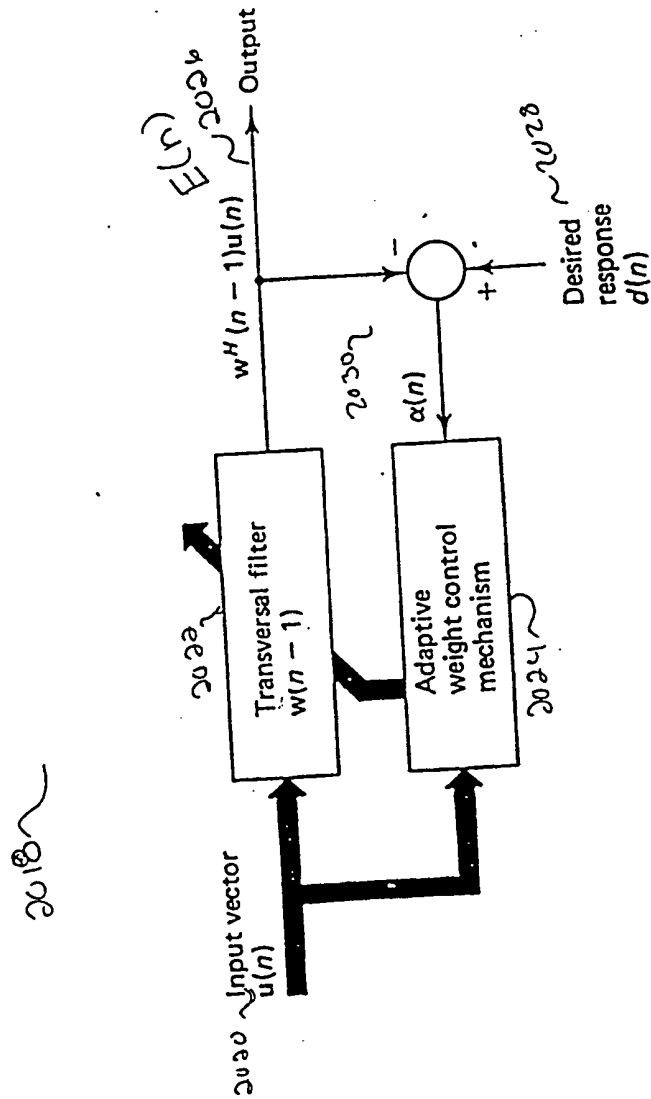 2018
2020
Input vector
u(n)
2022
Transversal filter
w(n − 1)
w^H(n − 1)u(n)
E(n)
2026
Output
2030
α(n)
−
+
Adaptive
weight control
mechanism
2024
Desired
response
d(n)
2028